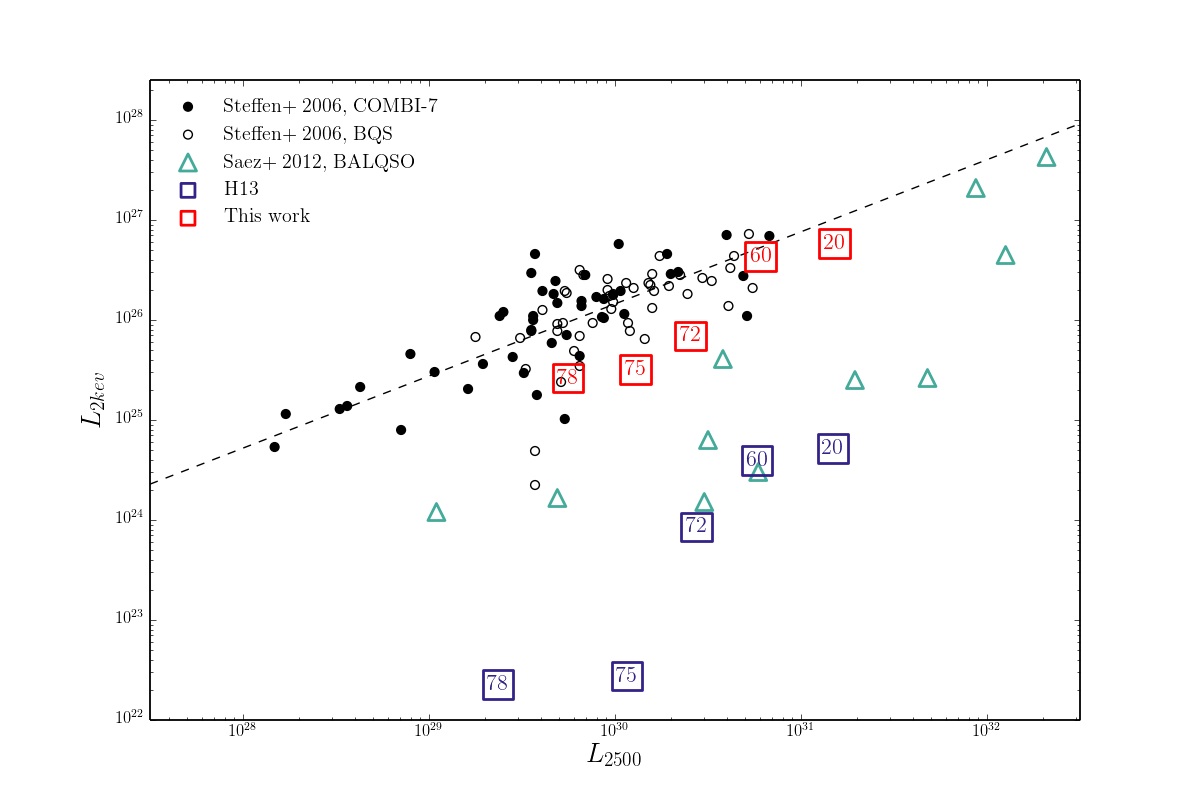 Steffen+ 2006, COMBI-7
Steffen+ 2006, BQS
Saez+ 2012, BALQSO
H13
This work
10^28
10^27
10^26
10^25
10^24
10^23
10^22
L_2kev
20
60
72
75
78
60
20
72
78
75
10^28 10^29 10^30 10^31 10^32
L_2500